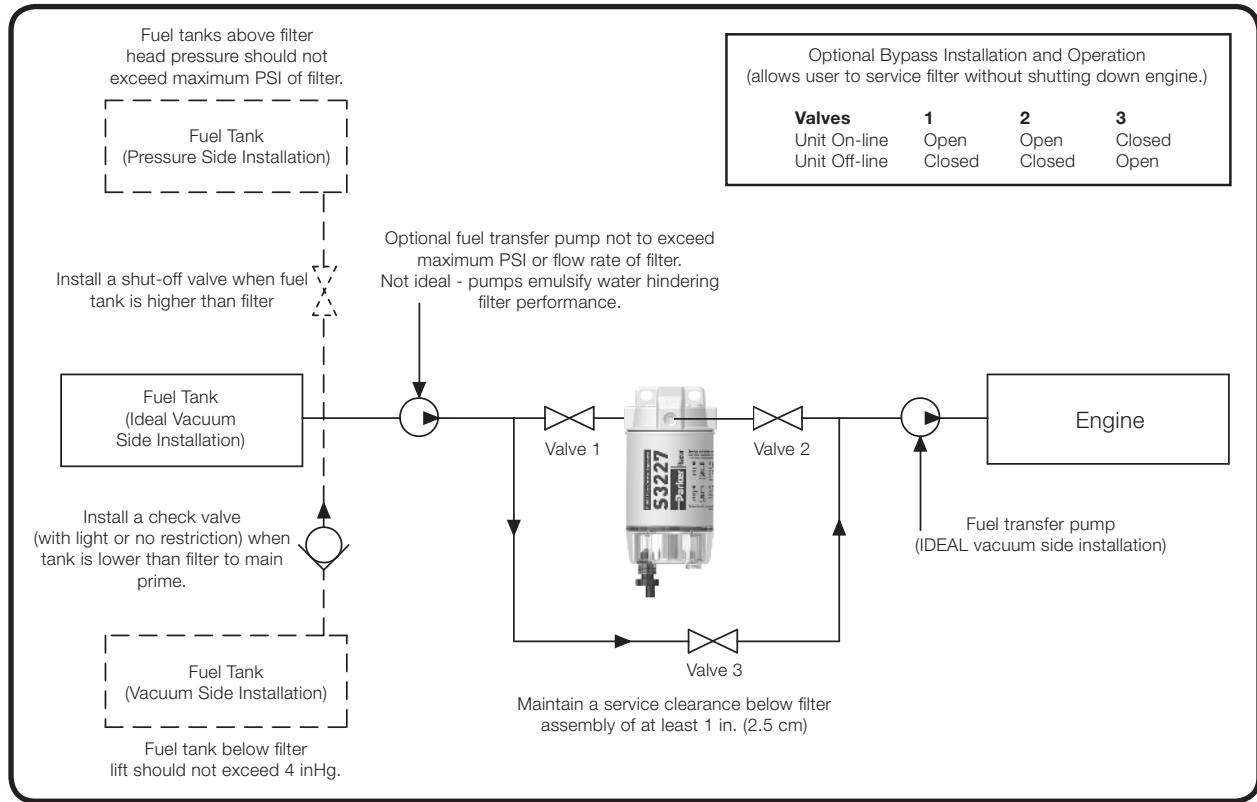 Fuel tanks above filter
head pressure should not
exceed maximum PSI of filter.
Fuel Tank
(Pressure Side Installation)
Optional Bypass Installation and Operation
(allows user to service filter without shutting down engine.)
Valves 1 2 3
Unit On-line Open Open Closed
Unit Off-line Closed Closed Open
Install a shut-off valve when fuel
tank is higher than filter
Optional fuel transfer pump not to exceed
maximum PSI or flow rate of filter.
Not ideal - pumps emulsify water hindering
filter performance.
Fuel Tank
(Ideal Vacuum
Side Installation)
Valve 1
S3227
Parker
Valve 2
Engine
Fuel transfer pump
(IDEAL vacuum side installation)
Install a check valve
(with light or no restriction) when
tank is lower than filter to main
prime.
Fuel Tank
(Vacuum Side Installation)
Fuel tank below filter
lift should not exceed 4 inHg.
Valve 3
Maintain a service clearance below filter
assembly of at least 1 in. (2.5 cm)